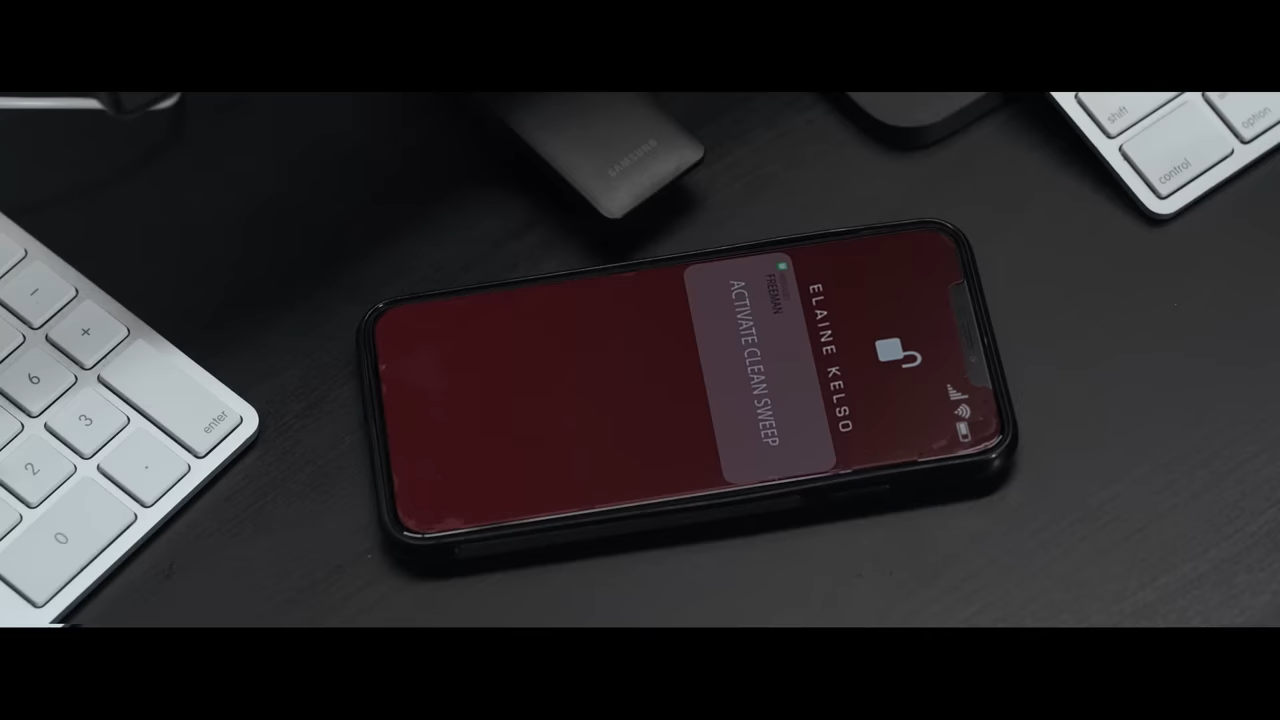 SAMSUNG
shift
option
control
ELAINE KELSO
FREEMAN
ACTIVATE CLEAN SWEEP
-
+
6
3
enter
2
.
0